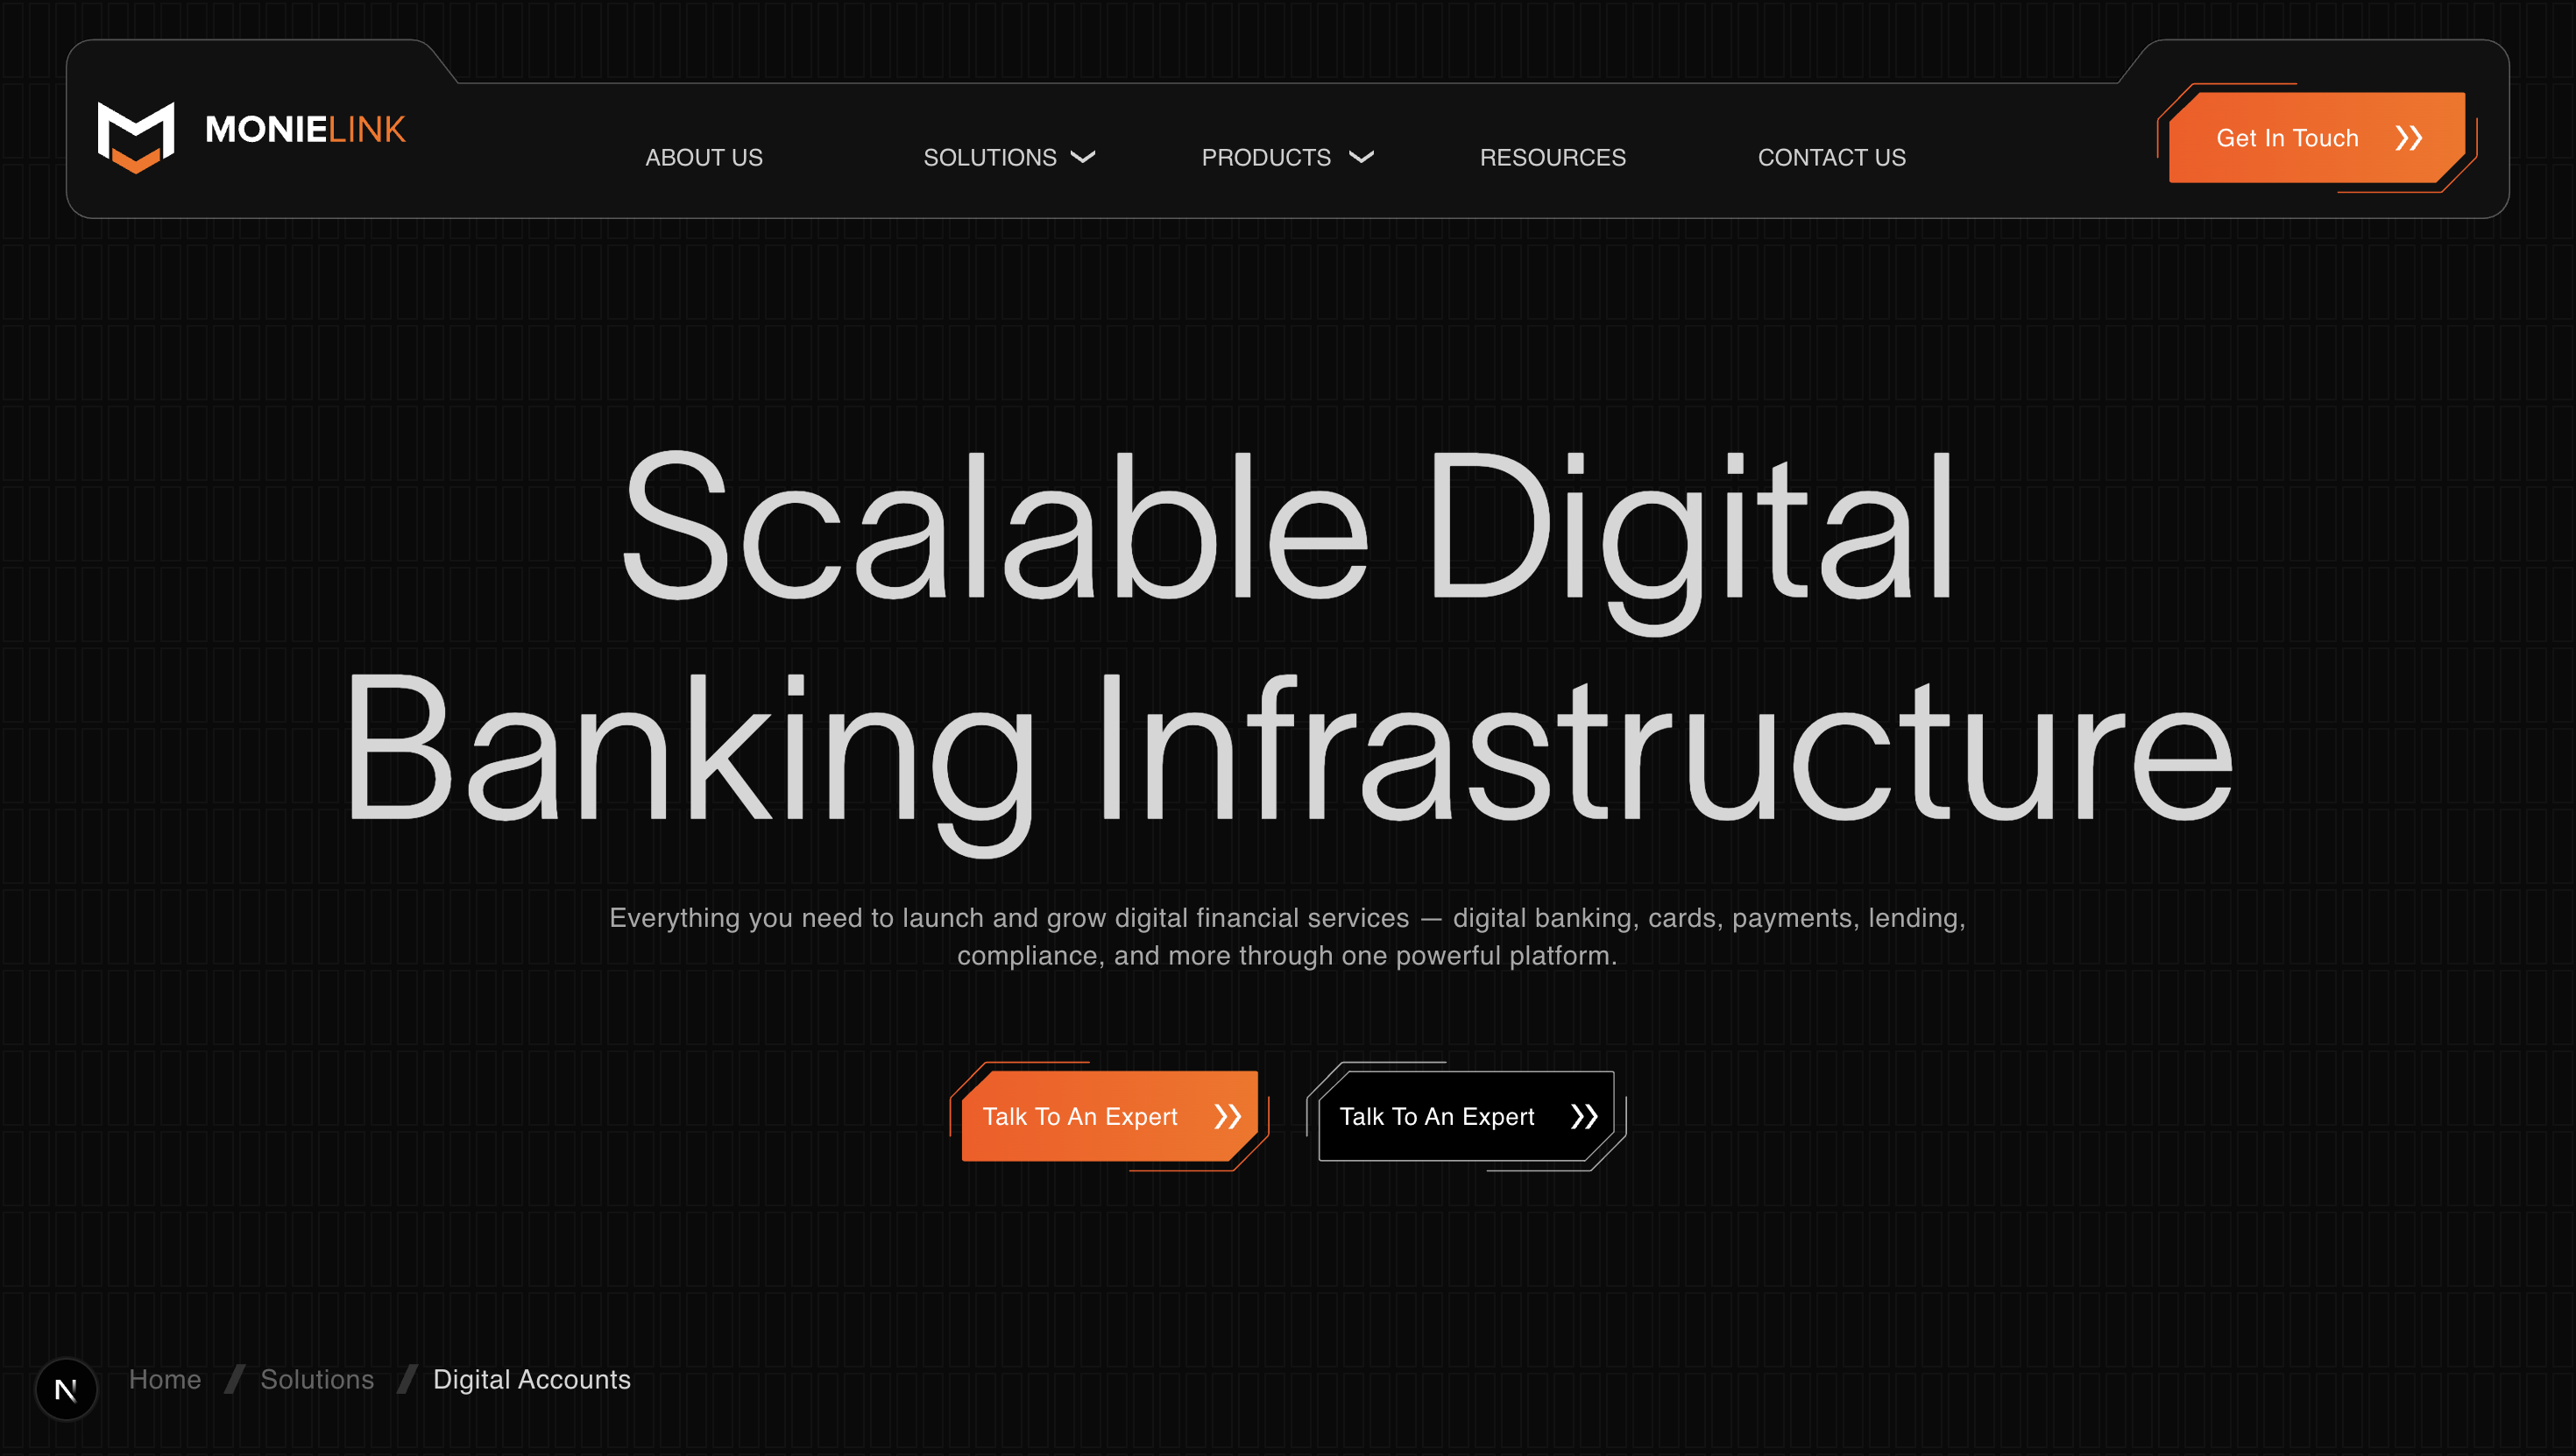 MONIELINK
ABOUT US
SOLUTIONS
PRODUCTS
RESOURCES
CONTACT US
Get In Touch
Scalable Digital
Banking Infrastructure
Everything you need to launch and grow digital financial services — digital banking, cards, payments, lending,
compliance, and more through one powerful platform.
Talk To An Expert
Talk To An Expert
N
Home / Solutions / Digital Accounts